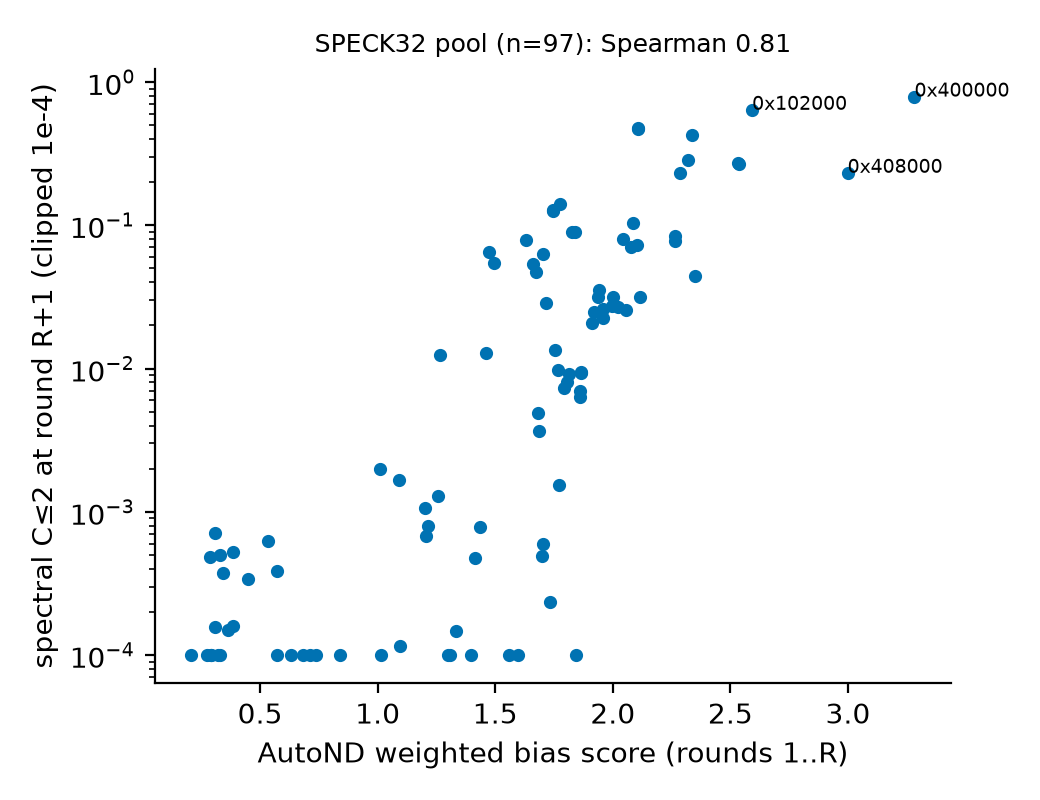 SPECK32 pool (n=97): Spearman 0.81
spectral C≤2 at round R+1 (clipped 1e-4)
10⁰
10⁻¹
10⁻²
10⁻³
10⁻⁴
0x400000
0x102000
0x408000
0.5 1.0 1.5 2.0 2.5 3.0
AutoND weighted bias score (rounds 1..R)